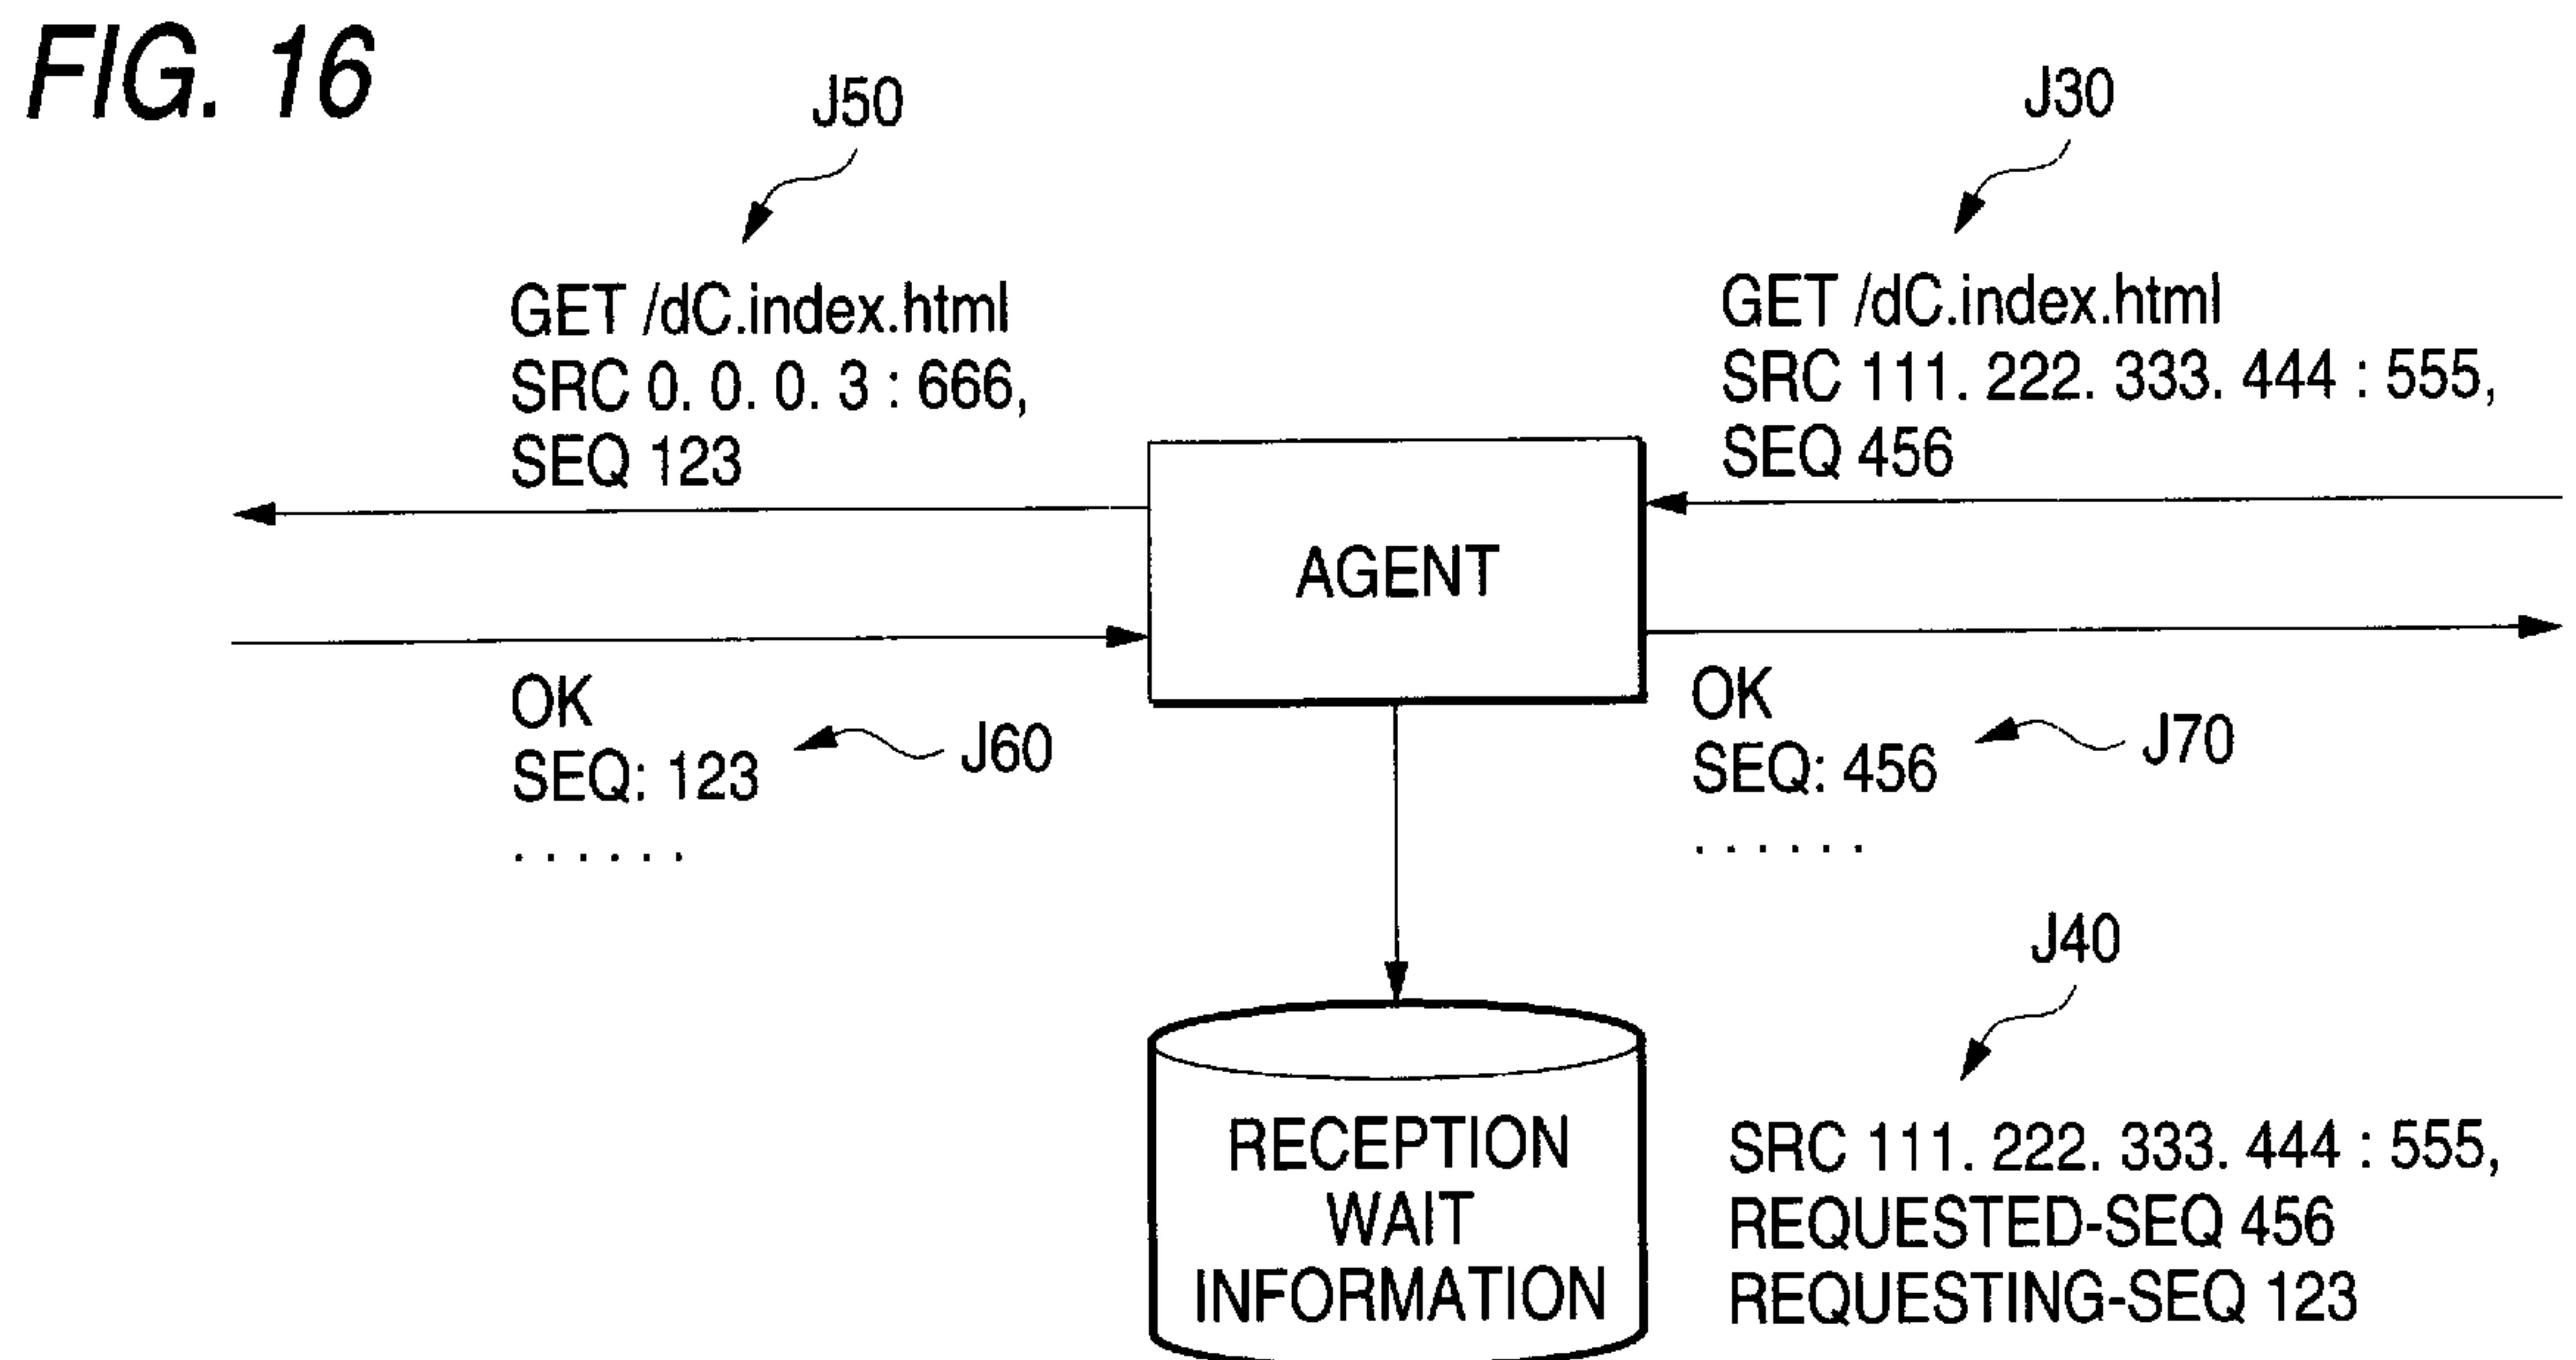 FIG. 16
J50
GET /dC.index.html
SRC 0. 0. 0. 3 : 666,
SEQ 123
J30
GET /dC.index.html
SRC 111. 222. 333. 444 : 555,
SEQ 456
AGENT
OK
SEQ: 123
. . . . . .
J60
OK
SEQ: 456
. . . . . .
J70
RECEPTION
WAIT
INFORMATION
J40
SRC 111. 222. 333. 444 : 555,
REQUESTED-SEQ 456
REQUESTING-SEQ 123